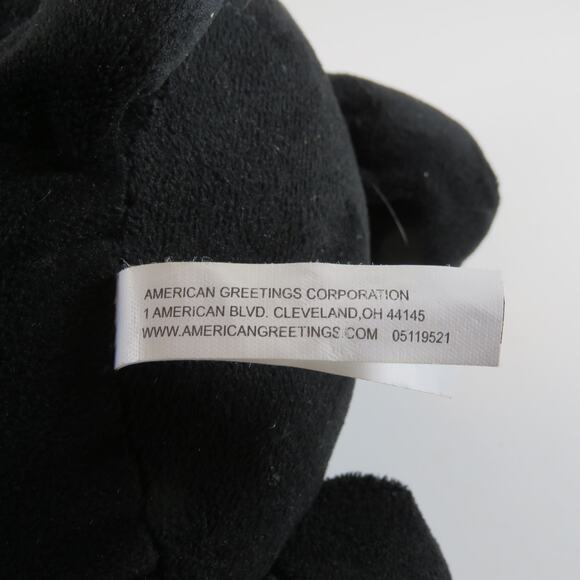 AMERICAN GREETINGS CORPORATION
1 AMERICAN BLVD. CLEVELAND,OH 44145
WWW.AMERICANGREETINGS.COM 05119521